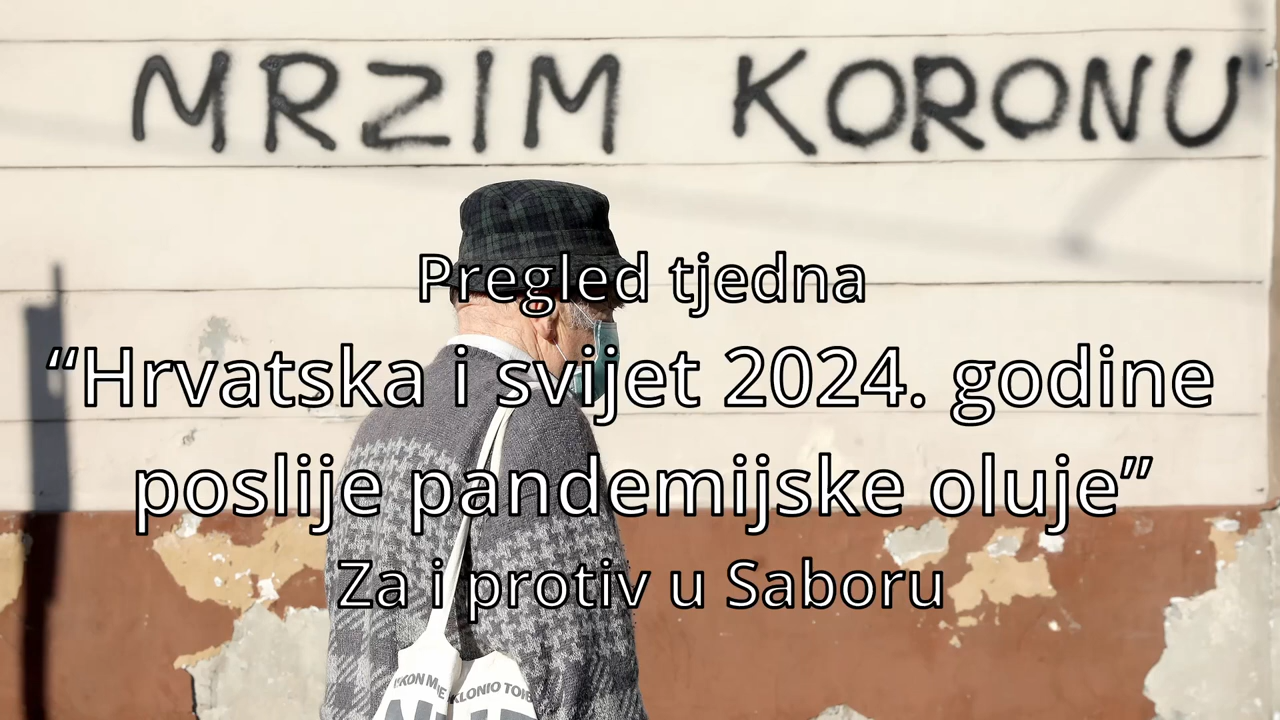 MRZIM KORONU
Pregled tjedna
“Hrvatska i svijet 2024. godine
poslije pandemijske oluje”
Za i protiv u Saboru